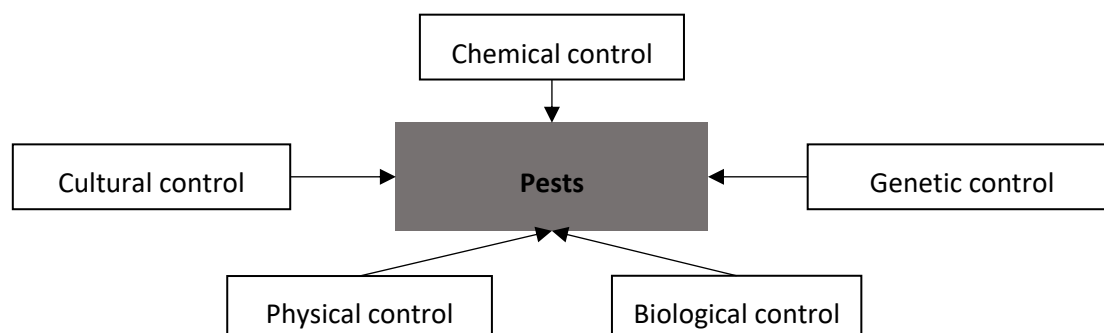 Chemical control
Cultural control
Pests
Genetic control
Physical control
Biological control